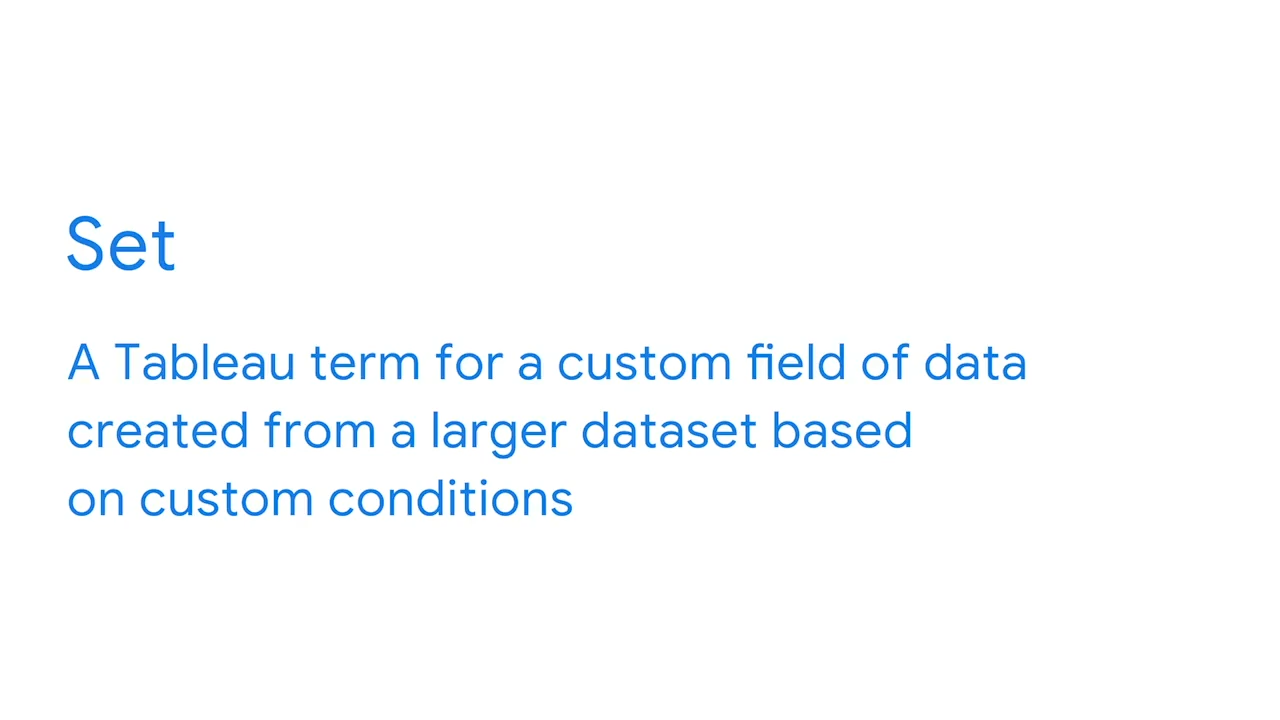 Set
A Tableau term for a custom field of data
created from a larger dataset based
on custom conditions